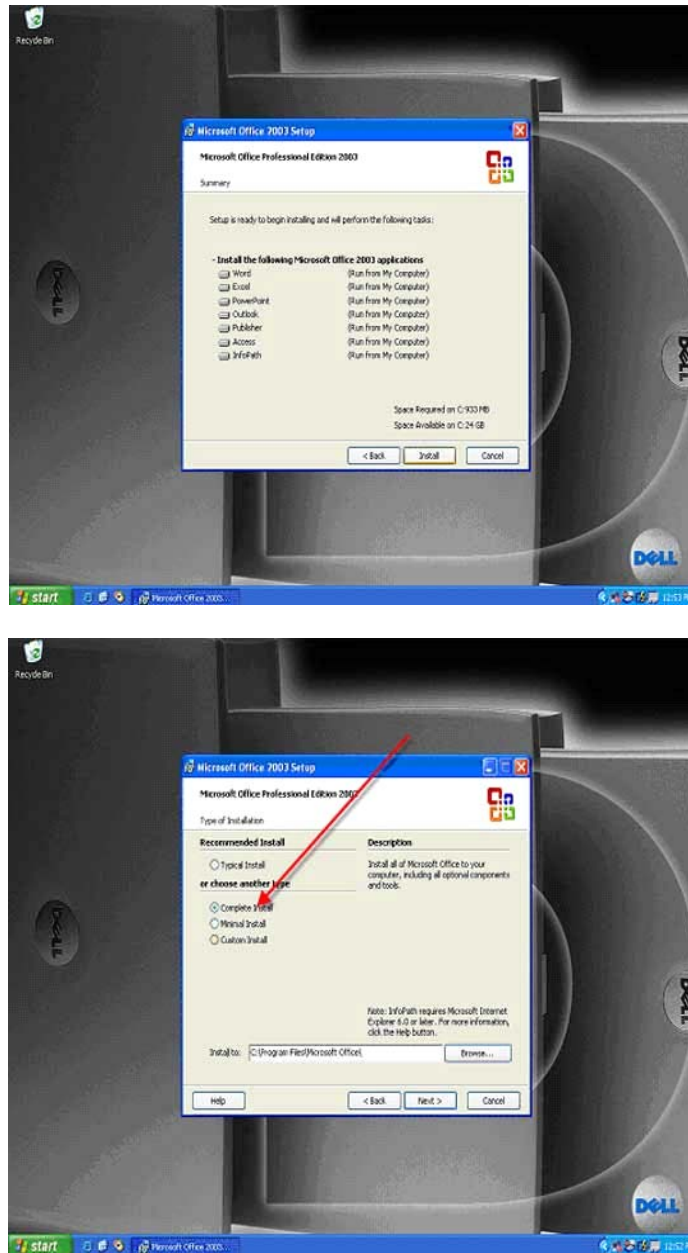 Recycle Bin
Microsoft Office 2003 Setup
Microsoft Office Professional Edition 2003
Summary
Setup is ready to begin installing and will perform the following tasks:
- Install the following Microsoft Office 2003 applications
Word (Run from My Computer)
Excel (Run from My Computer)
PowerPoint (Run from My Computer)
Outlook (Run from My Computer)
Publisher (Run from My Computer)
Access (Run from My Computer)
InfoPath (Run from My Computer)
Space Required on C: 933 MB
Space Available on C: 24 GB
< Back Install Cancel
DELL
DELL
DELL
start Microsoft Office 2003... 12:53
Recycle Bin
Microsoft Office 2003 Setup
Microsoft Office Professional Edition 2003
Type of Installation
Recommended Install
Typical Install
or choose another type
Complete Install
Minimal Install
Custom Install
Description
Install all of Microsoft Office to your
computer, including all optional components
and tools.
Note: InfoPath requires Microsoft Internet
Explorer 6.0 or later. For more information,
click the Help button.
Install to: C:\Program Files\Microsoft Office\ Browse...
Help < Back Next > Cancel
DELL
DELL
DELL
start Microsoft Office 2003... 12:52